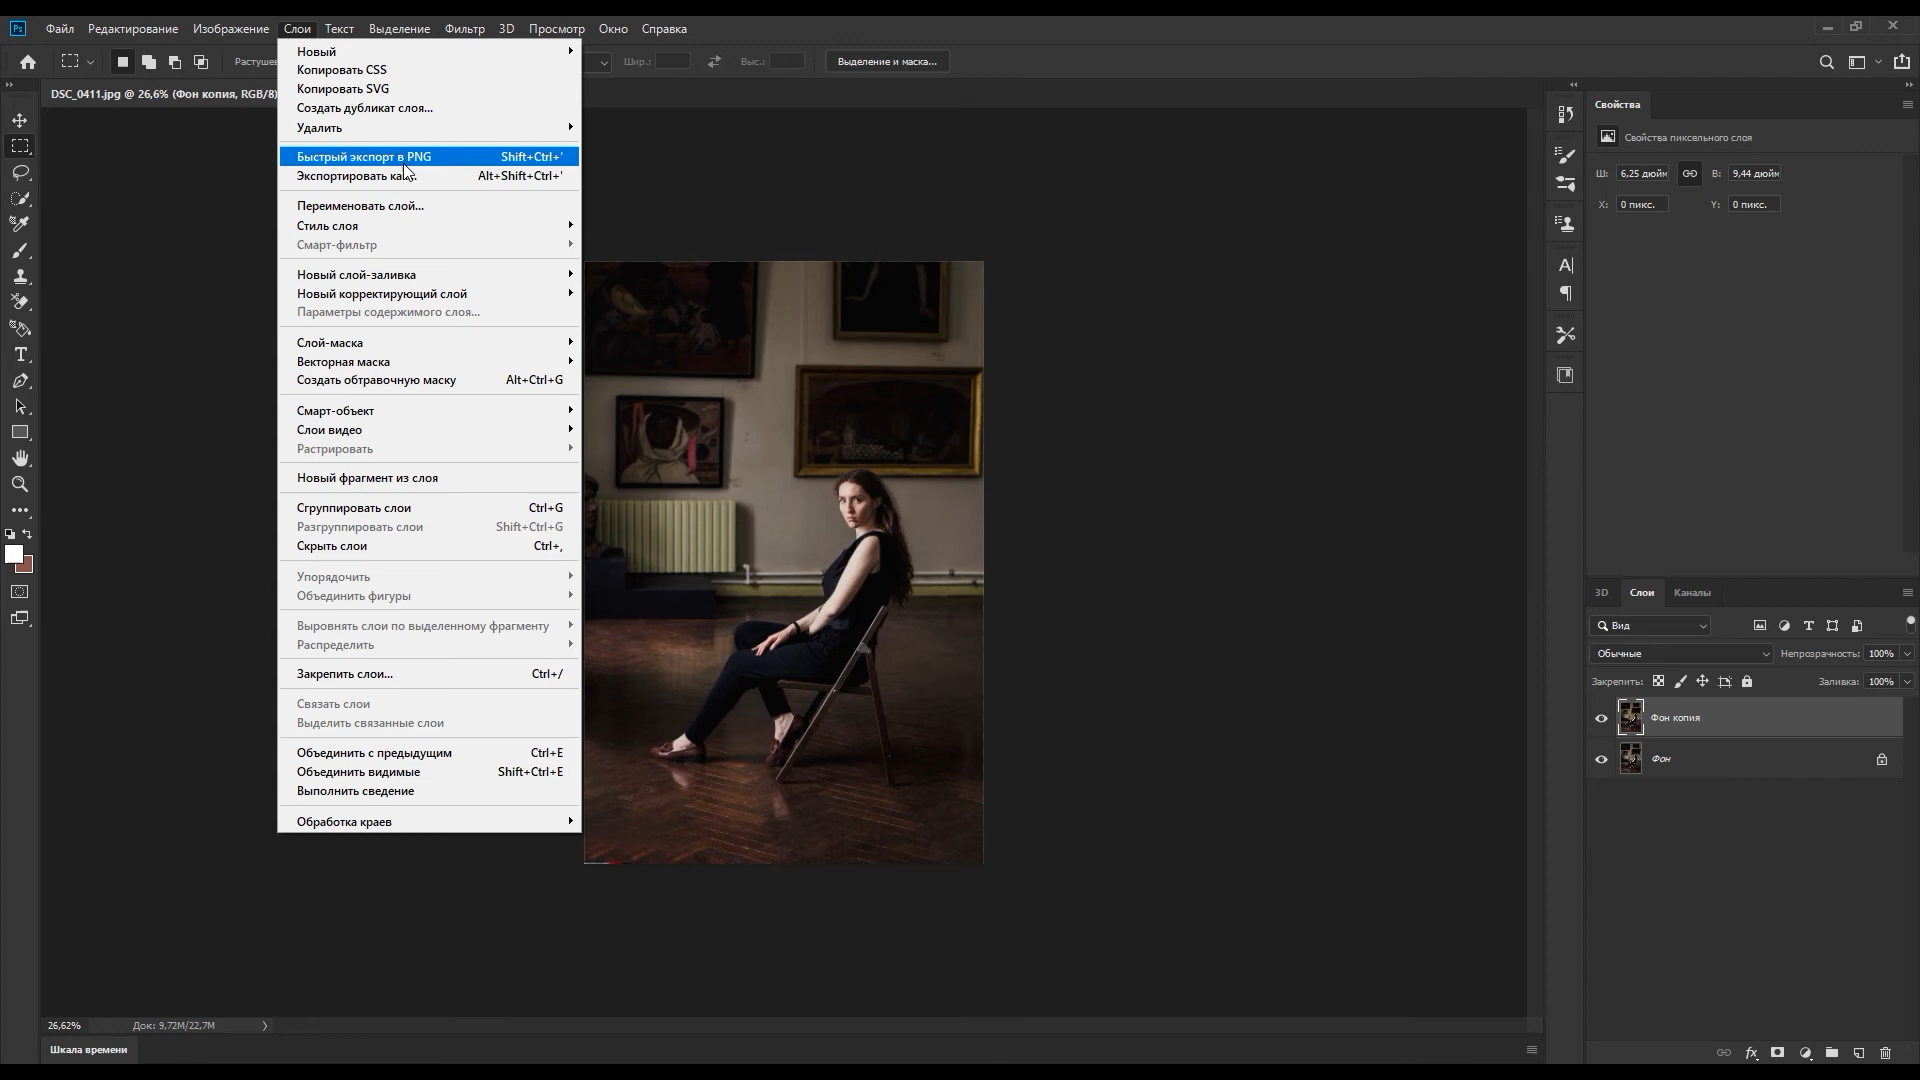 Ps
Файл Редактирование Изображение Слои Текст Выделение Фильтр 3D Просмотр Окно Справка
Шир.: Выс.: Выделение и маска...
DSC_0411.jpg @ 26,6% (Фон копия, RGB/8)
Новый
Копировать CSS
Копировать SVG
Создать дубликат слоя...
Удалить
Быстрый экспорт в PNG Shift+Ctrl+'
Экспортировать Alt+Shift+Ctrl+'
Переименовать слой...
Стиль слоя
Смарт-фильтр
Новый слой-заливка
Новый корректирующий слой
Параметры содержимого слоя...
Слой-маска
Векторная маска
Создать обтравочную маску Alt+Ctrl+G
Смарт-объект
Слои видео
Растрировать
Новый фрагмент из слоя
Сгруппировать слои Ctrl+G
Разгруппировать слои Shift+Ctrl+G
Скрыть слои Ctrl+,
Упорядочить
Объединить фигуры
Выровнять слои по выделенному фрагменту
Распределить
Закрепить слои... Ctrl+/
Связать слои
Выделить связанные слои
Объединить с предыдущим Ctrl+E
Объединить видимые Shift+Ctrl+E
Выполнить сведение
Обработка краев
Свойства
Свойства пиксельного слоя
Ш: 6,25 дюйм В: 9,44 дюйм
X: 0 пикс. Y: 0 пикс.
3D Слои Каналы
Вид
Обычные Непрозрачность: 100%
Закрепить: Заливка: 100%
Фон копия
Фон
fx
26,62% Док: 9,72M/22,7M
Шкала времени